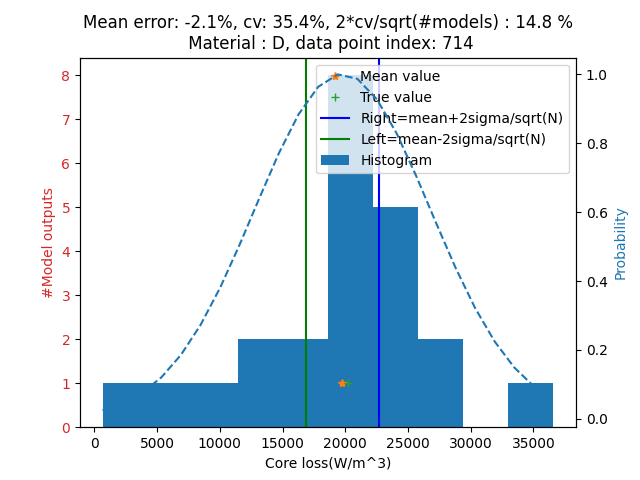 Mean error: -2.1%, cv: 35.4%, 2*cv/sqrt(#models) : 14.8 %
Material : D, data point index: 714
8
7
6
5
4
3
2
1
0
#Model outputs
Mean value
True value
Right=mean+2sigma/sqrt(N)
Left=mean-2sigma/sqrt(N)
Histogram
1.0
0.8
0.6
0.4
0.2
0.0
Probability
0 5000 10000 15000 20000 25000 30000 35000
Core loss(W/m^3)